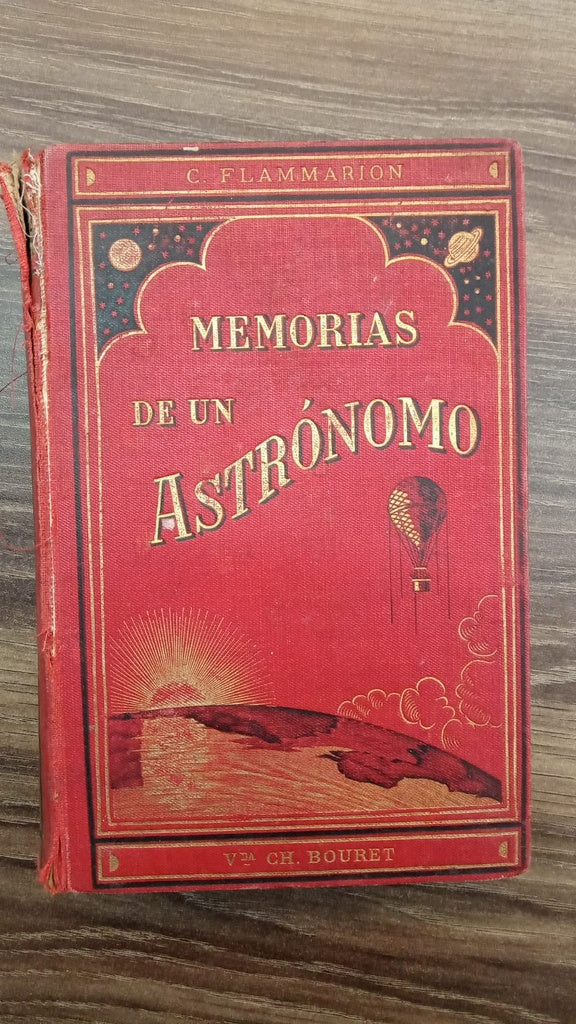 C. FLAMMARION
MEMORIAS
DE UN
ASTRÓNOMO
VDA CH. BOURET